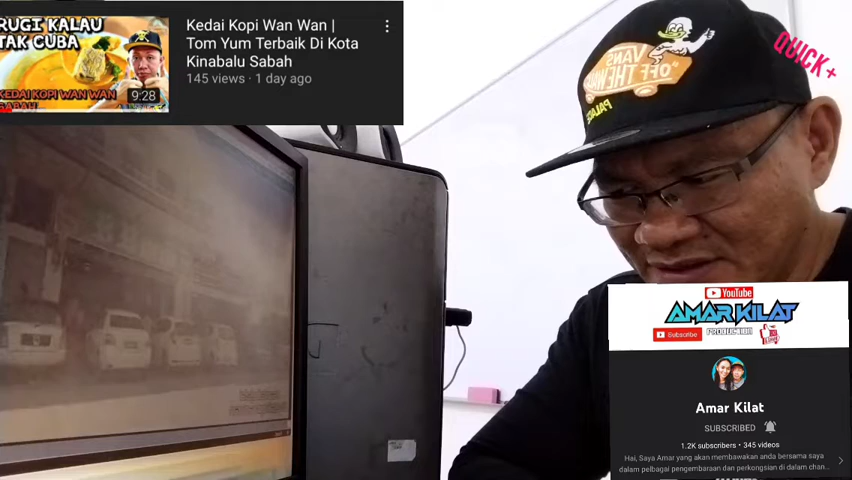 RUGI KALAU
TAK CUBA
KEDAI KOPI WAN WAN
SABAH
9:28
Kedai Kopi Wan Wan |
Tom Yum Terbaik Di Kota
Kinabalu Sabah
145 views · 1 day ago
VANS
"OFF THE WALL"
PALACE
QUICK+
YouTube
AMAR KILAT
Subscribe
PRODUCTION
Amar Kilat
SUBSCRIBED
1.2K subscribers • 345 videos
Hai, Saya Amar yang akan membawakan anda bersama saya
dalam pelbagai pengembaraan dan perkongsian di dalam chan...